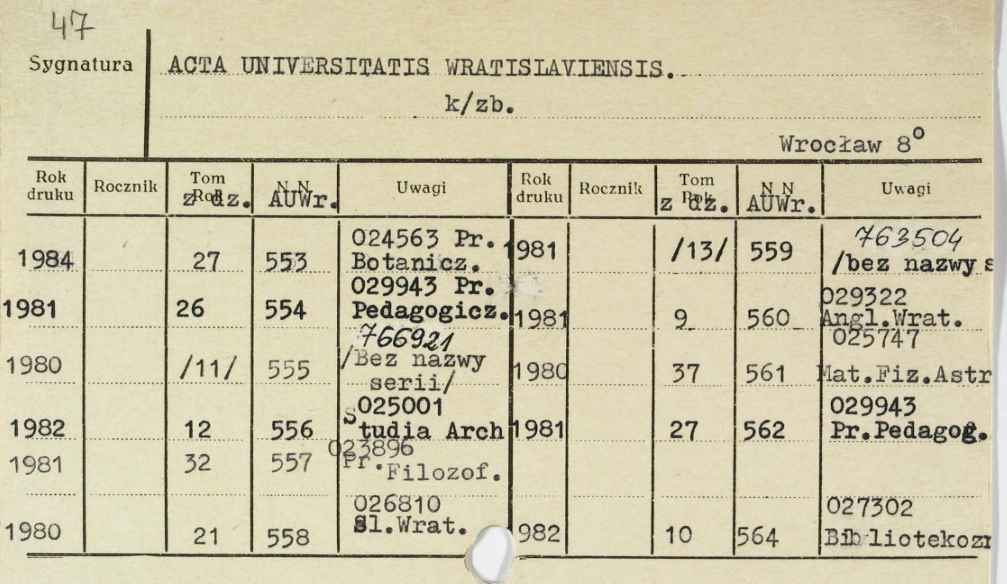 47
Sygnatura ACTA UNIVERSITATIS WRATISLAVIENSIS.
k/zb.
Wrocław 8°
Rok druku Rocznik Tom Rok z dz. N N AUWr. Uwagi Rok druku Rocznik Tom Rok z dz. N N AUWr. Uwagi
1984 27 553 024563 Pr. Botanicz.
1981 26 554 029943 Pr. Pedagogicz.
1980 /11/ 555 766921 /Bez nazwy serii/
1982 12 556 025001 Studia Arch
1981 32 557 023896 Pr. Filozof.
1980 21 558 026810 Sl.Wrat.
1981 /13/ 559 763504 /bez nazwy s
1981 9 560 029322 Angl.Wrat.
1980 37 561 025747 Mat.Fiz.Astr
1981 27 562 029943 Pr.Pedagog.
982 10 564 027302 Bibliotekozn